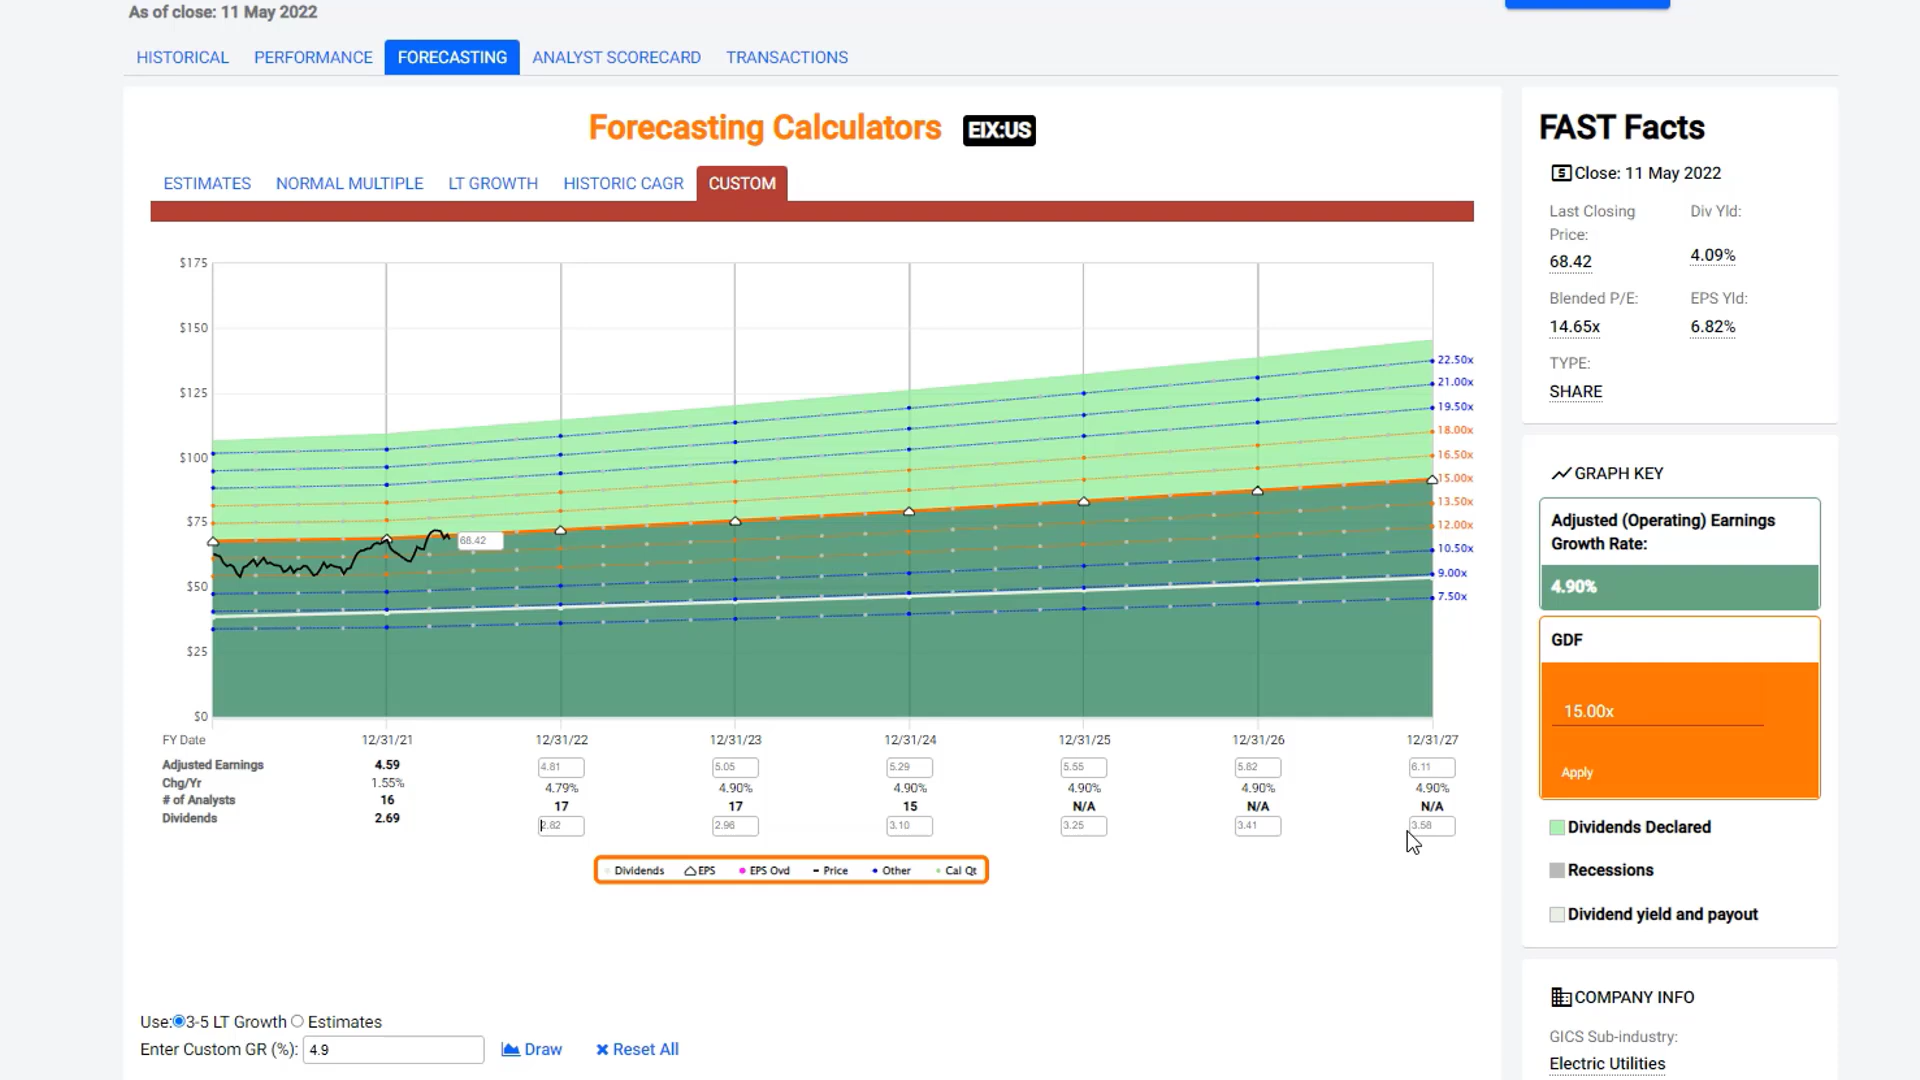 As of close: 11 May 2022
HISTORICAL PERFORMANCE FORECASTING ANALYST SCORECARD TRANSACTIONS
Forecasting Calculators EIX:US
ESTIMATES NORMAL MULTIPLE LT GROWTH HISTORIC CAGR CUSTOM
$175
$150
$125
$100
$75
$50
$25
$0
22.50x
21.00x
19.50x
18.00x
16.50x
15.00x
13.50x
12.00x
10.50x
9.00x
7.50x
68.42
FY Date 12/31/21 12/31/22 12/31/23 12/31/24 12/31/25 12/31/26 12/31/27
Adjusted Earnings 4.59 4.81 5.05 5.29 5.55 5.82 6.11
Chg/Yr 1.55% 4.79% 4.90% 4.90% 4.90% 4.90% 4.90%
# of Analysts 16 17 17 15 N/A N/A N/A
Dividends 2.69 2.82 2.96 3.10 3.25 3.41 3.58
Dividends EPS EPS Ovd Price Other Cal Qt
Use: 3-5 LT Growth Estimates
Enter Custom GR (%): 4.9 Draw Reset All
FAST Facts
Close: 11 May 2022
Last Closing Price: Div Yld:
68.42 4.09%
Blended P/E: EPS Yld:
14.65x 6.82%
TYPE:
SHARE
GRAPH KEY
Adjusted (Operating) Earnings
Growth Rate:
4.90%
GDF
15.00x
Apply
Dividends Declared
Recessions
Dividend yield and payout
COMPANY INFO
GICS Sub-industry:
Electric Utilities